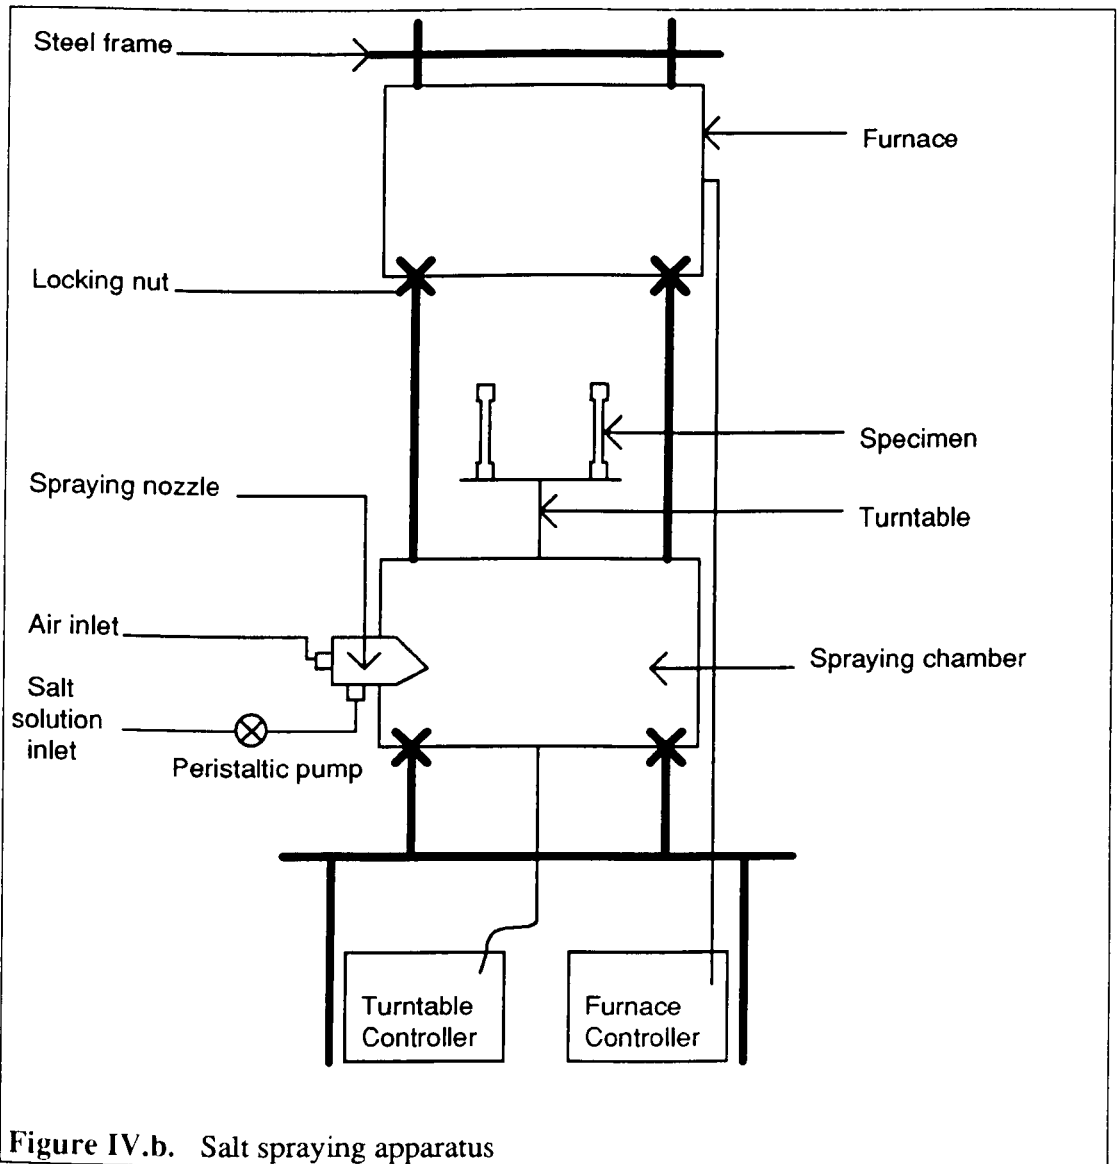 Steel frame
Furnace
Locking nut
Specimen
Spraying nozzle
Turntable
Air inlet
Spraying chamber
Salt
solution
inlet
Peristaltic pump
Turntable
Controller
Furnace
Controller
Figure IV.b. Salt spraying apparatus